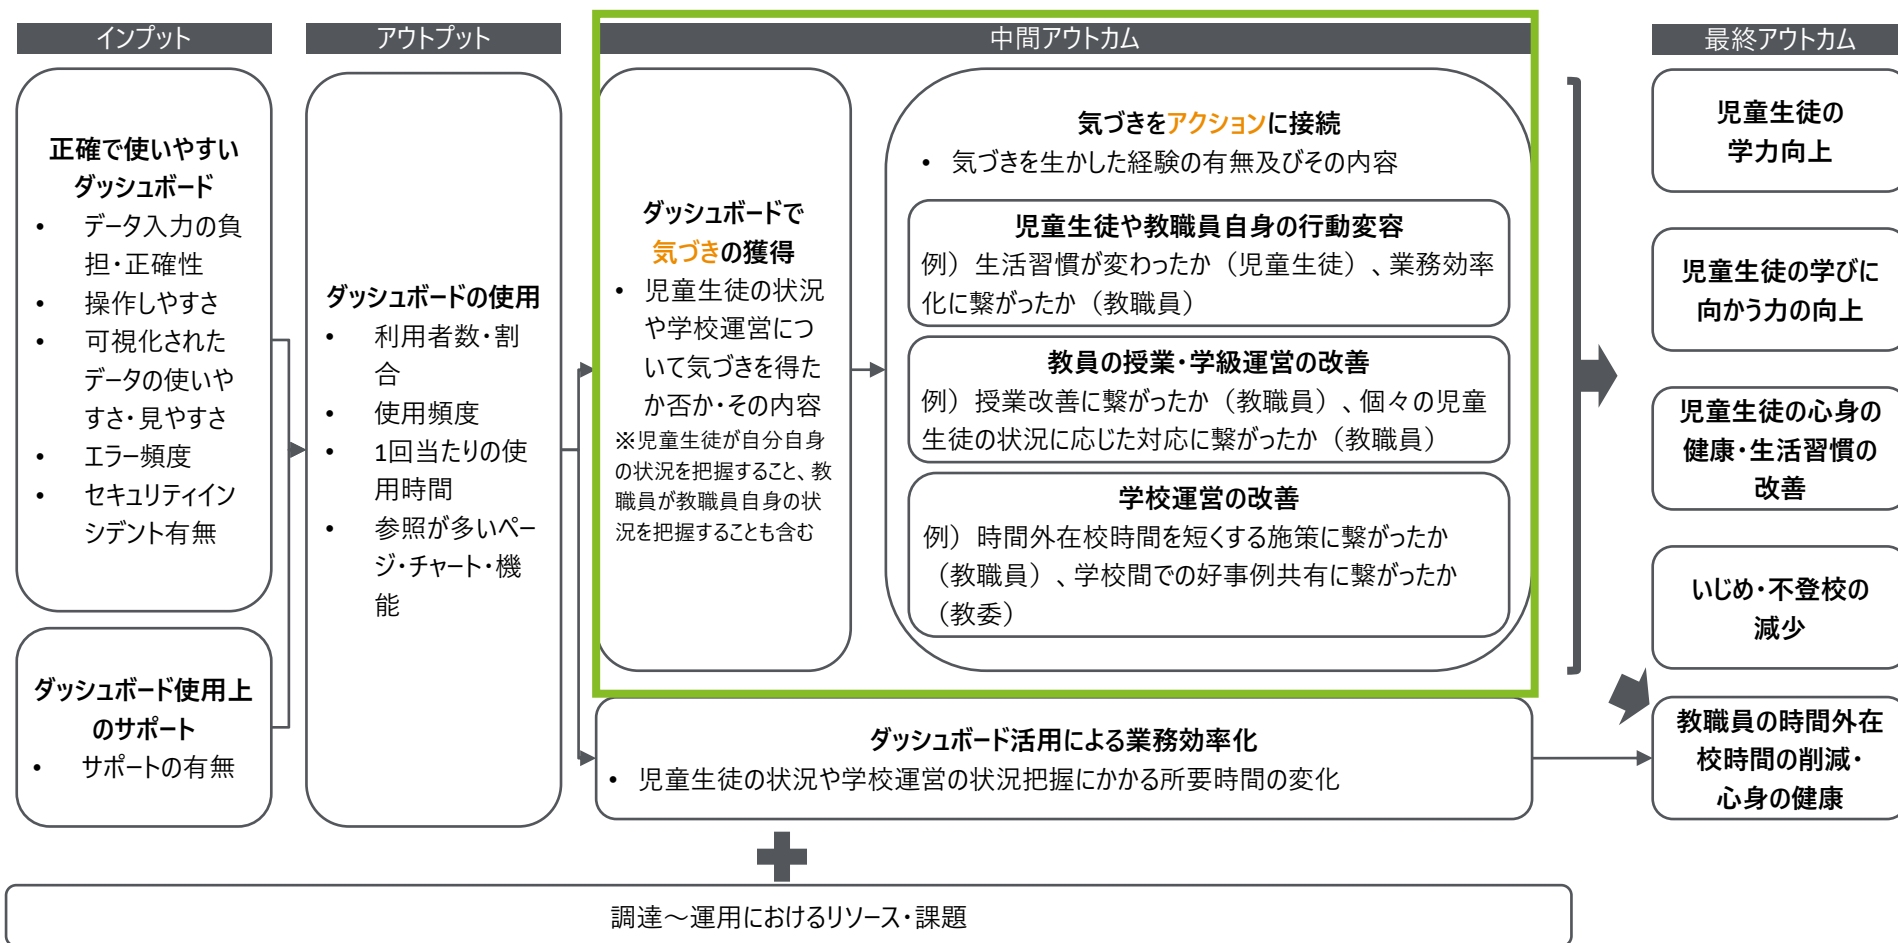 インプット
アウトプット
中間アウトカム
最終アウトカム
正確で使いやすい
ダッシュボード
• データ入力の負
担・正確性
• 操作しやすさ
• 可視化された
データの使いや
すさ・見やすさ
• エラー頻度
• セキュリティイン
シデント有無
ダッシュボード使用上
のサポート
• サポートの有無
ダッシュボードの使用
• 利用者数・割
合
• 使用頻度
• 1回当たりの使
用時間
• 参照が多いペー
ジ・チャート・機
能
ダッシュボードで
気づきの獲得
• 児童生徒の状況
や学校運営につ
いて気づきを得た
か否か・その内容
※児童生徒が自分自身
の状況を把握すること、教
職員が教職員自身の状
況を把握することも含む
気づきをアクションに接続
• 気づきを生かした経験の有無及びその内容
児童生徒や教職員自身の行動変容
例）生活習慣が変わったか（児童生徒）、業務効率
化に繋がったか（教職員）
教員の授業・学級運営の改善
例）授業改善に繋がったか（教職員）、個々の児童
生徒の状況に応じた対応に繋がったか（教職員）
学校運営の改善
例）時間外在校時間を短くする施策に繋がったか
（教職員）、学校間での好事例共有に繋がったか
（教委）
ダッシュボード活用による業務効率化
• 児童生徒の状況や学校運営の状況把握にかかる所要時間の変化
児童生徒の
学力向上
児童生徒の学びに
向かう力の向上
児童生徒の心身の
健康・生活習慣の
改善
いじめ・不登校の
減少
教職員の時間外在
校時間の削減・
心身の健康
調達～運用におけるリソース・課題